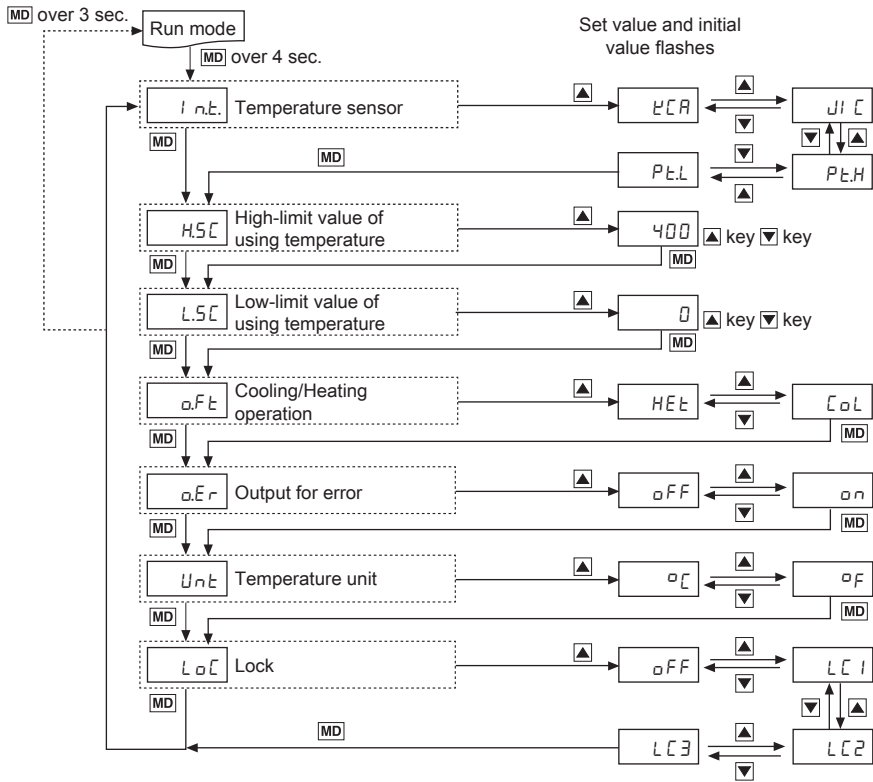 MD over 3 sec.
Run mode
MD over 4 sec.
Set value and initial
value flashes
I n.t. Temperature sensor
▲ KCA ▲ ▼ JI C
MD
MD
▼ ▲
Pt.L ▼ ▲ Pt.H
H.SC High-limit value of
using temperature
▲ 400 ▲ key ▼ key
MD
MD
L.SC Low-limit value of
using temperature
▲ 0 ▲ key ▼ key
MD
MD
o.Ft Cooling/Heating
operation
▲ HEt ▲ ▼ CoL
MD
MD
o.Er Output for error
▲ oFF ▲ ▼ on
MD
MD
Unt Temperature unit
▲ °C ▲ ▼ °F
MD
MD
LoC Lock
▲ oFF ▲ ▼ LC1
MD
▼ ▲
MD
LC3 ▲ ▼ LC2